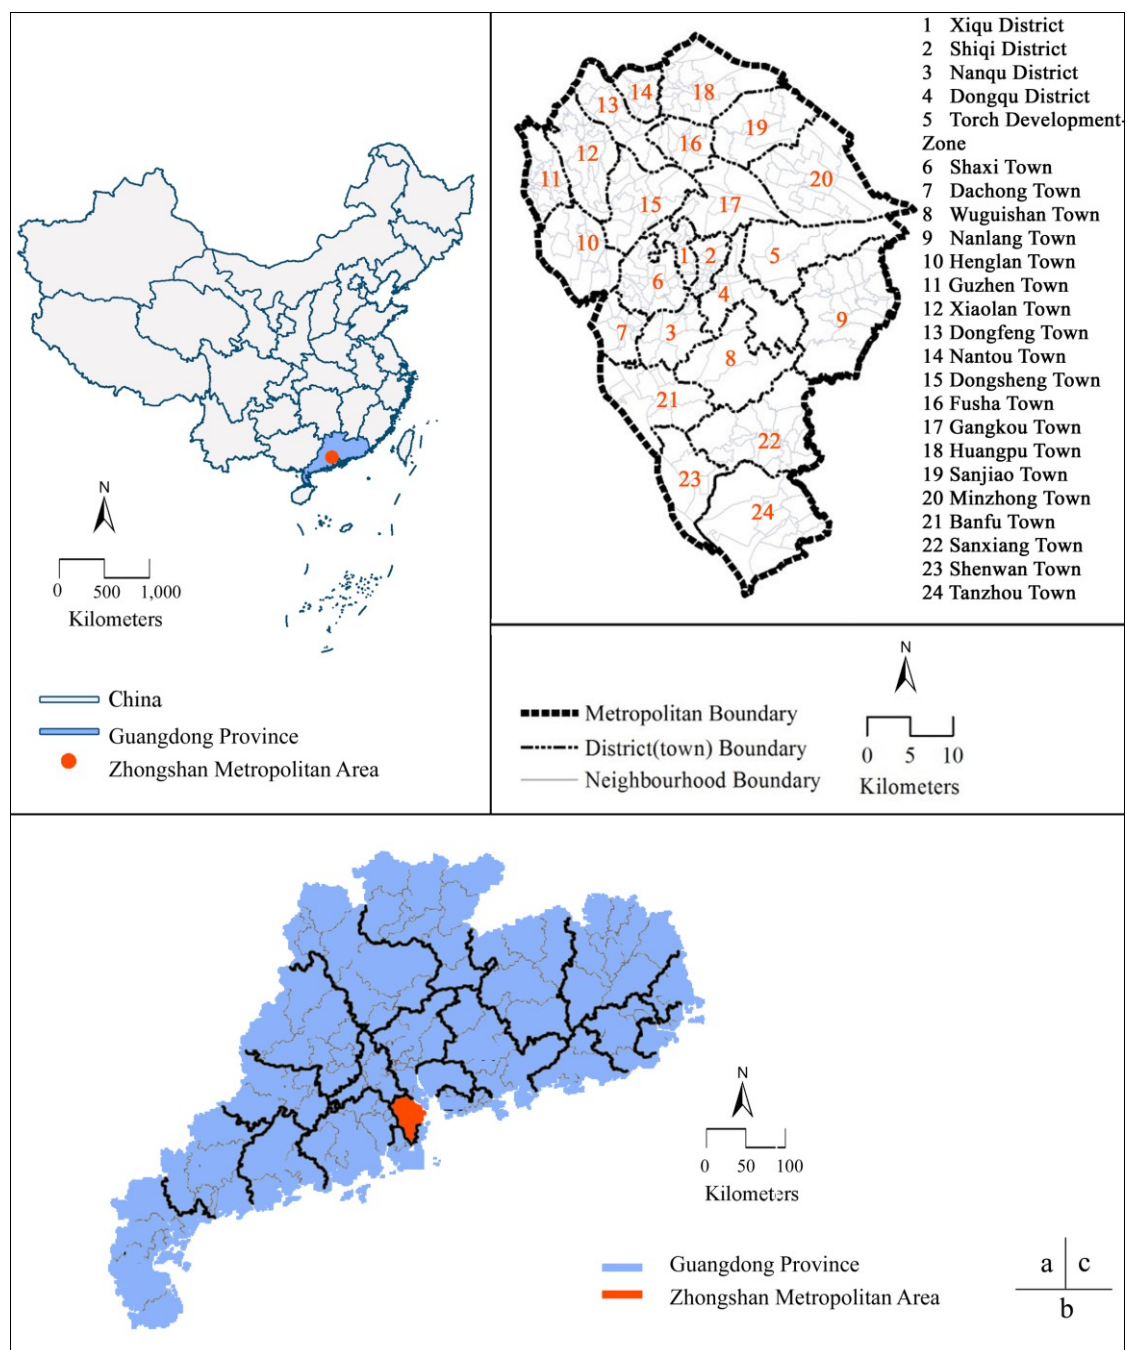 N
0 500 1,000
Kilometers
China
Guangdong Province
Zhongshan Metropolitan Area
14
18
13
19
16
12
11
20
15
17
10
1
2
5
6
4
9
7
3
8
21
22
23
24
1 Xiqu District
2 Shiqi District
3 Nanqu District
4 Dongqu District
5 Torch Development-
Zone
6 Shaxi Town
7 Dachong Town
8 Wuguishan Town
9 Nanlang Town
10 Henglan Town
11 Guzhen Town
12 Xiaolan Town
13 Dongfeng Town
14 Nantou Town
15 Dongsheng Town
16 Fusha Town
17 Gangkou Town
18 Huangpu Town
19 Sanjiao Town
20 Minzhong Town
21 Banfu Town
22 Sanxiang Town
23 Shenwan Town
24 Tanzhou Town
Metropolitan Boundary
District(town) Boundary
Neighbourhood Boundary
N
0 5 10
Kilometers
N
0 50 100
Kilometers
Guangdong Province
Zhongshan Metropolitan Area
a c
b